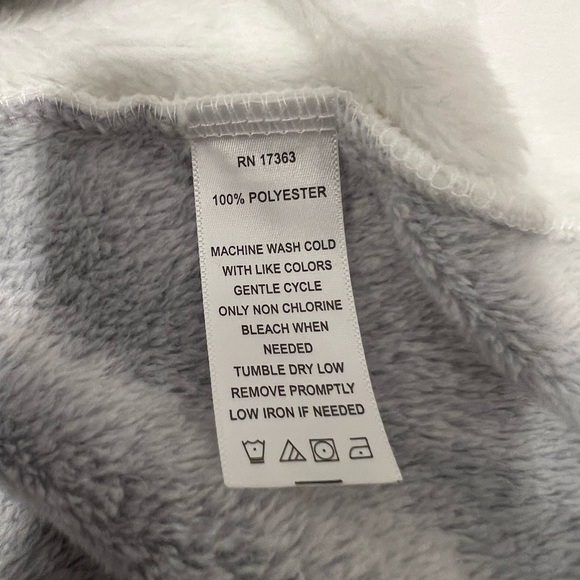 RN 17363
100% POLYESTER
MACHINE WASH COLD
WITH LIKE COLORS
GENTLE CYCLE
ONLY NON CHLORINE
BLEACH WHEN
NEEDED
TUMBLE DRY LOW
REMOVE PROMPTLY
LOW IRON IF NEEDED